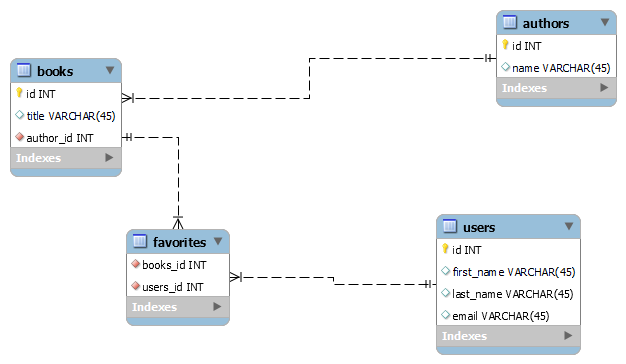 authors
id INT
name VARCHAR(45)
Indexes
books
id INT
title VARCHAR(45)
author_id INT
Indexes
favorites
books_id INT
users_id INT
Indexes
users
id INT
first_name VARCHAR(45)
last_name VARCHAR(45)
email VARCHAR(45)
Indexes